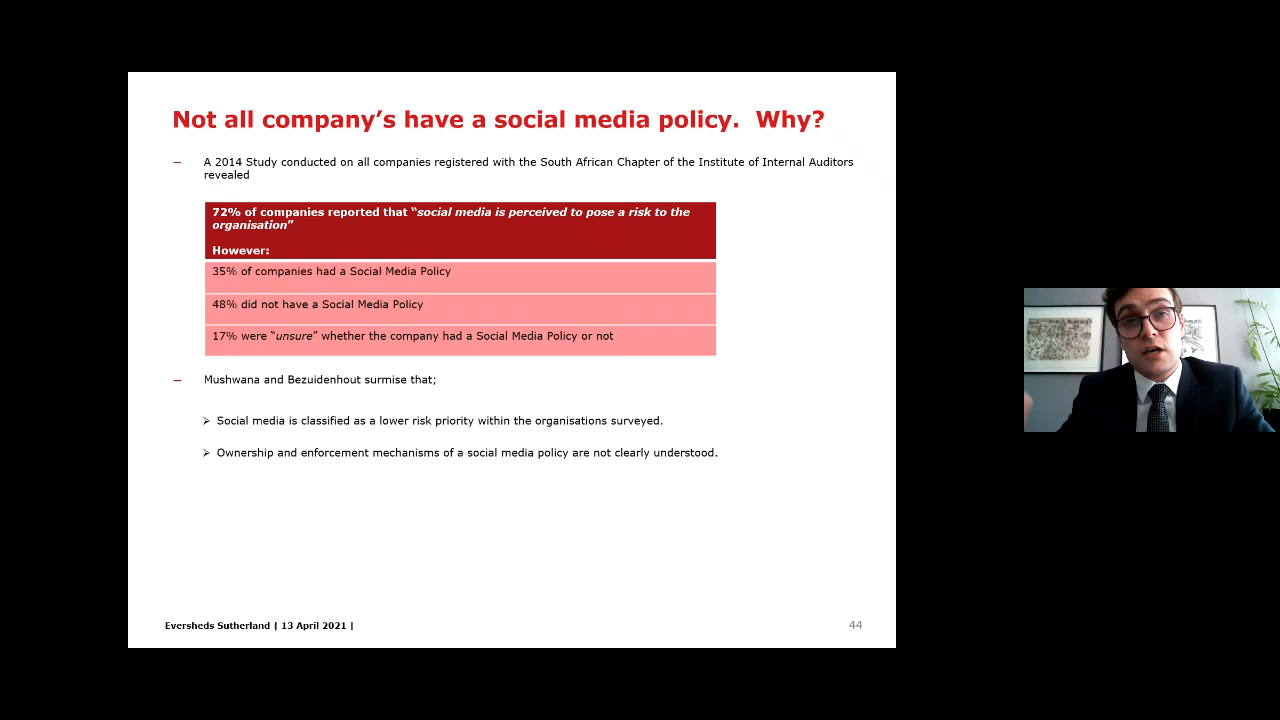 Not all company’s have a social media policy.  Why?
— A 2014 Study conducted on all companies registered with the South African Chapter of the Institute of Internal Auditors
revealed
72% of companies reported that “social media is perceived to pose a risk to the
organisation”
However:
35% of companies had a Social Media Policy
48% did not have a Social Media Policy
17% were “unsure” whether the company had a Social Media Policy or not
— Mushwana and Bezuidenhout surmise that;
➢ Social media is classified as a lower risk priority within the organisations surveyed.
➢ Ownership and enforcement mechanisms of a social media policy are not clearly understood.
Eversheds Sutherland | 13 April 2021 |
44